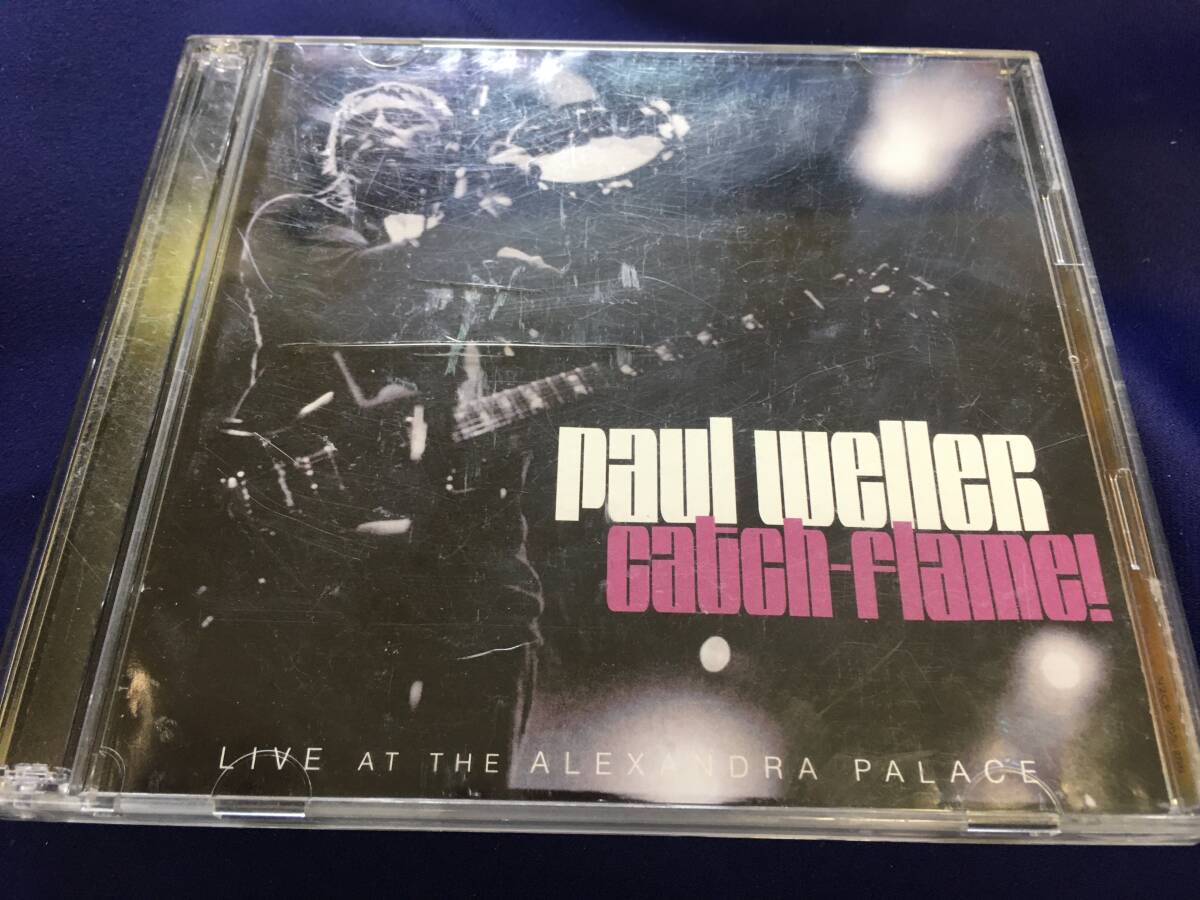 paul weller
catch-flame!
LIVE AT THE ALEXANDRA PALACE